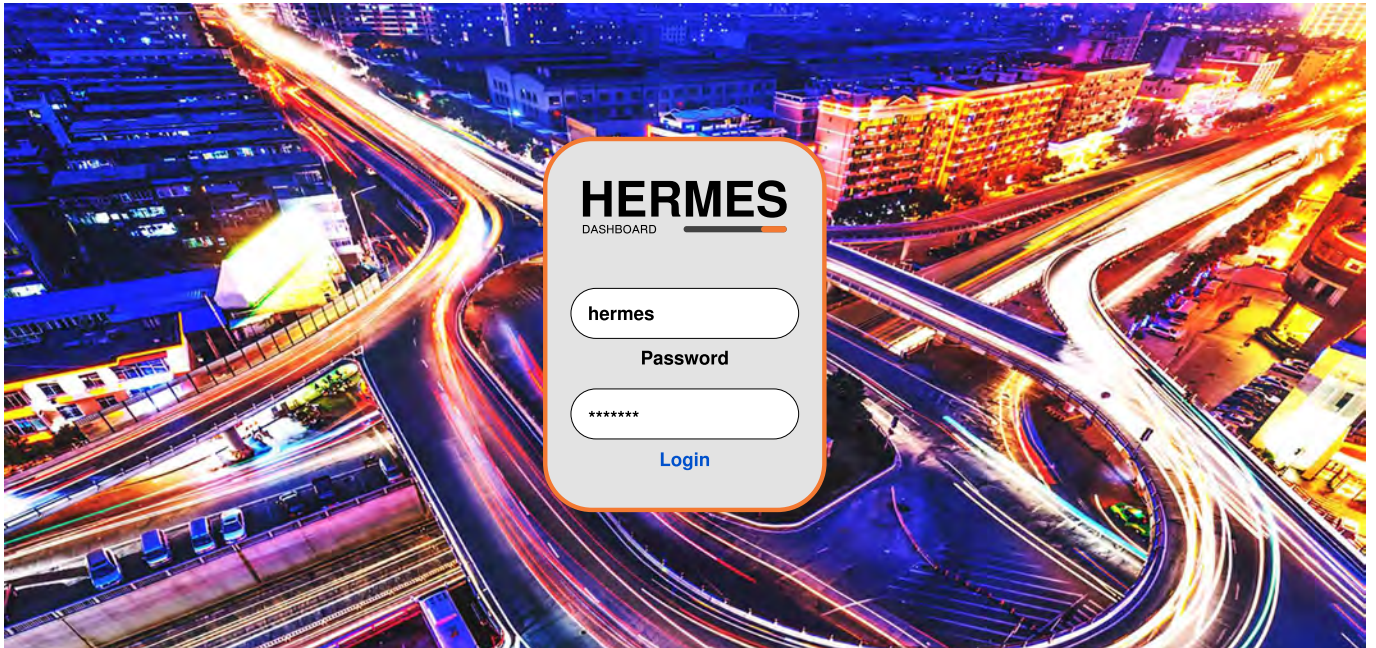 HERMES
DASHBOARD
hermes
Password
*******
Login